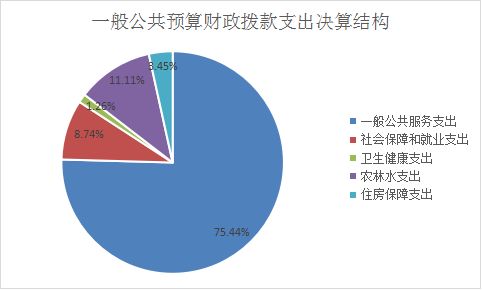 一般公共预算财政拨款支出决算结构
3.45%
11.11%
1.26%
8.74%
75.44%
一般公共服务支出
社会保障和就业支出
卫生健康支出
农林水支出
住房保障支出